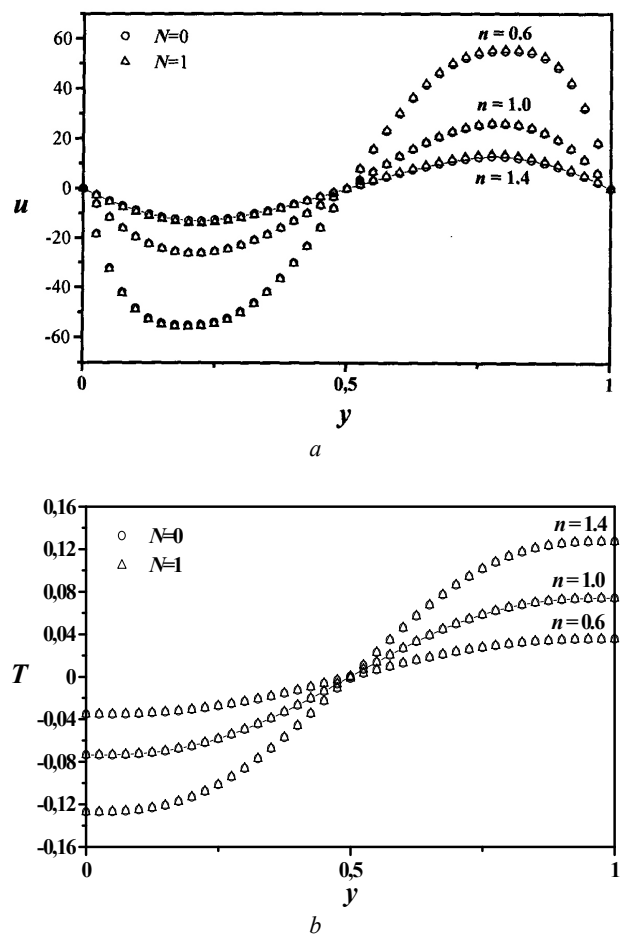 60
40
20
0
-20
-40
-60
u
N=0
N=1
n = 0.6
n = 1.0
n = 1.4
0
0,5
1
y
a
0,16
0,12
0,08
0,04
0
-0,04
-0,08
-0,12
-0,16
T
N=0
N=1
n = 1.4
n = 1.0
n = 0.6
0
0,5
1
y
b